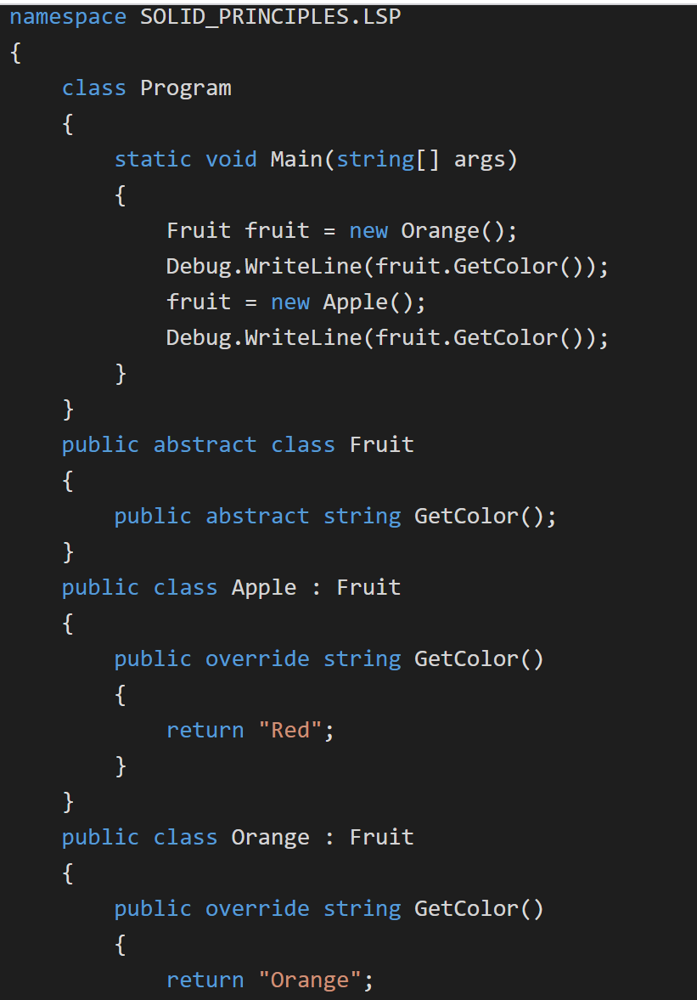 namespace SOLID_PRINCIPLES.LSP
{
    class Program
    {
        static void Main(string[] args)
        {
            Fruit fruit = new Orange();
            Debug.WriteLine(fruit.GetColor());
            fruit = new Apple();
            Debug.WriteLine(fruit.GetColor());
        }
    }
    public abstract class Fruit
    {
        public abstract string GetColor();
    }
    public class Apple : Fruit
    {
        public override string GetColor()
        {
            return "Red";
        }
    }
    public class Orange : Fruit
    {
        public override string GetColor()
        {
            return "Orange";